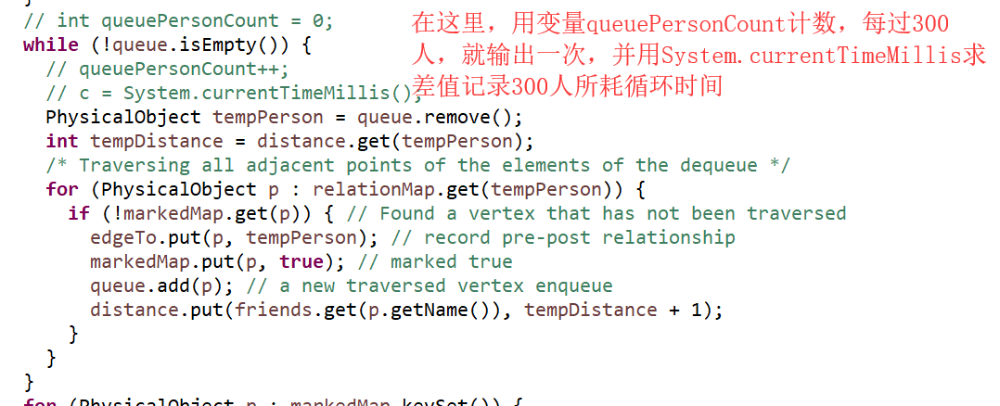 // int queuePersonCount = 0;
while (!queue.isEmpty()) {
// queuePersonCount++;
// c = System.currentTimeMillis();
PhysicalObject tempPerson = queue.remove();
int tempDistance = distance.get(tempPerson);
/* Traversing all adjacent points of the elements of the dequeue */
for (PhysicalObject p : relationMap.get(tempPerson)) {
if (!markedMap.get(p)) { // Found a vertex that has not been traversed
edgeTo.put(p, tempPerson); // record pre-post relationship
markedMap.put(p, true); // marked true
queue.add(p); // a new traversed vertex enqueue
distance.put(friends.get(p.getName()), tempDistance + 1);
}
}
}
for (PhysicalObject p : markedMap.keySet()) {
在这里，用变量queuePersonCount计数，每过300
人，就输出一次，并用System.currentTimeMillis求
差值记录300人所耗循环时间